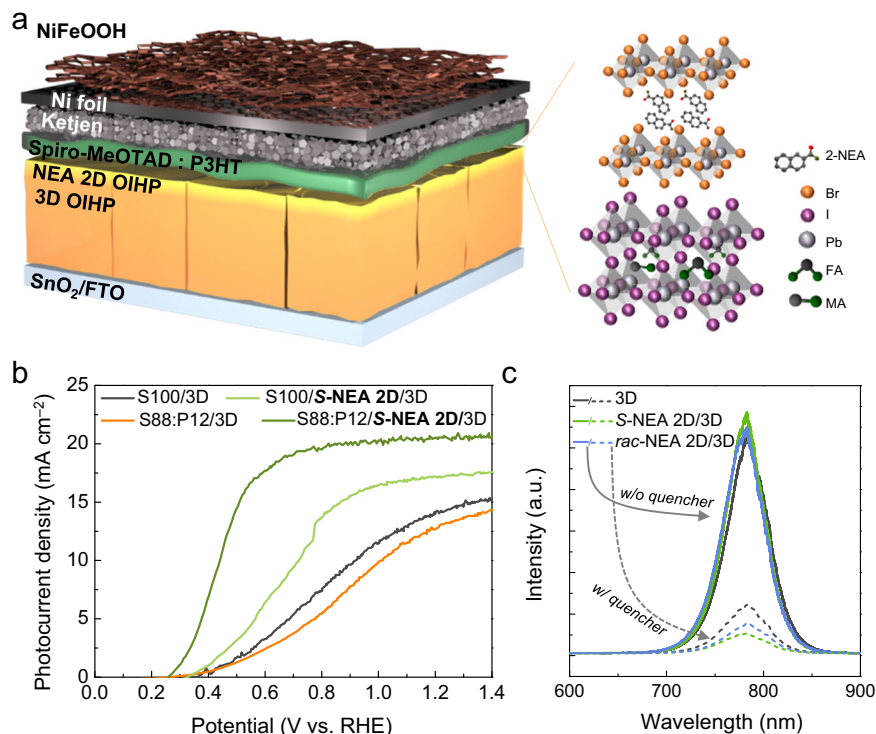 a
NiFeOOH
Ni foil
Ketjen
Spiro-MeOTAD : P3HT
NEA 2D OIHP
3D OIHP
SnO₂/FTO
2-NEA
Br
I
Pb
FA
MA
b
25
20
15
10
5
0
0.0 0.2 0.4 0.6 0.8 1.0 1.2 1.4
Photocurrent density (mA cm⁻²)
Potential (V vs. RHE)
S100/3D
S100/S-NEA 2D/3D
S88:P12/3D
S88:P12/S-NEA 2D/3D
c
3D
S-NEA 2D/3D
rac-NEA 2D/3D
w/o quencher
w/ quencher
Intensity (a.u.)
600 700 800 900
Wavelength (nm)